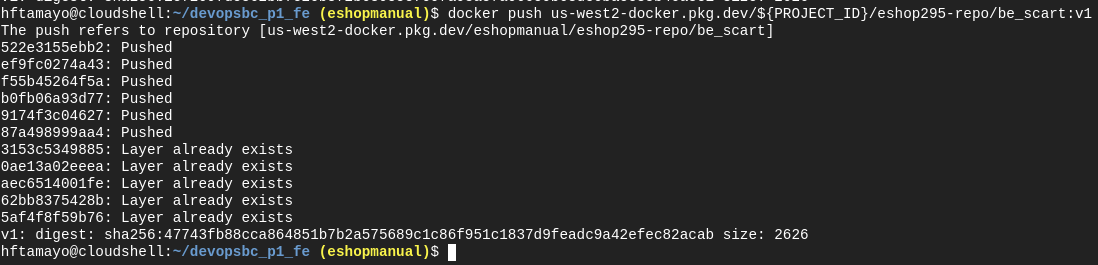 hftamayo@cloudshell:~/devopsbc_p1_fe (eshopmanual)$ docker push us-west2-docker.pkg.dev/${PROJECT_ID}/eshop295-repo/be_scart:v1
The push refers to repository [us-west2-docker.pkg.dev/eshopmanual/eshop295-repo/be_scart]
522e3155ebb2: Pushed
ef9fc0274a43: Pushed
f55b45264f5a: Pushed
b0fb06a93d77: Pushed
9174f3c04627: Pushed
87a498999aa4: Pushed
3153c5349885: Layer already exists
0ae13a02eeea: Layer already exists
aec6514001fe: Layer already exists
62bb8375428b: Layer already exists
5af4f8f59b76: Layer already exists
v1: digest: sha256:47743fb88cca864851b7b2a575689c1c86f951c1837d9feadc9a42efec82acab size: 2626
hftamayo@cloudshell:~/devopsbc_p1_fe (eshopmanual)$